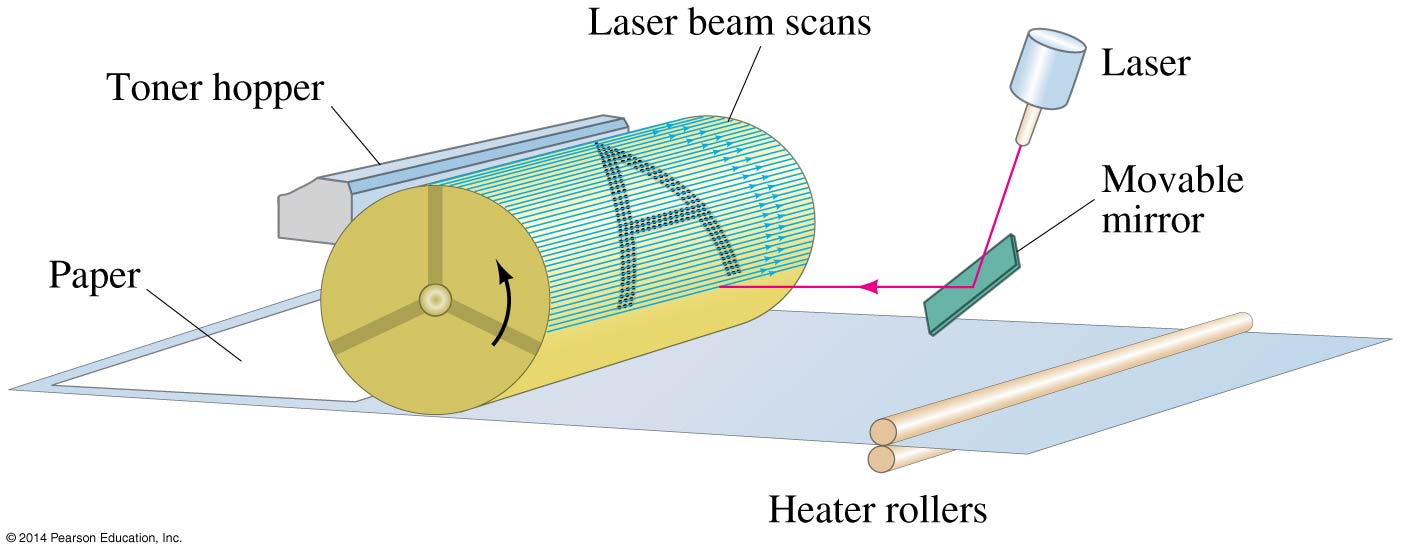 Laser beam scans
Laser
Toner hopper
Movable
mirror
Paper
A
Heater rollers
© 2014 Pearson Education, Inc.